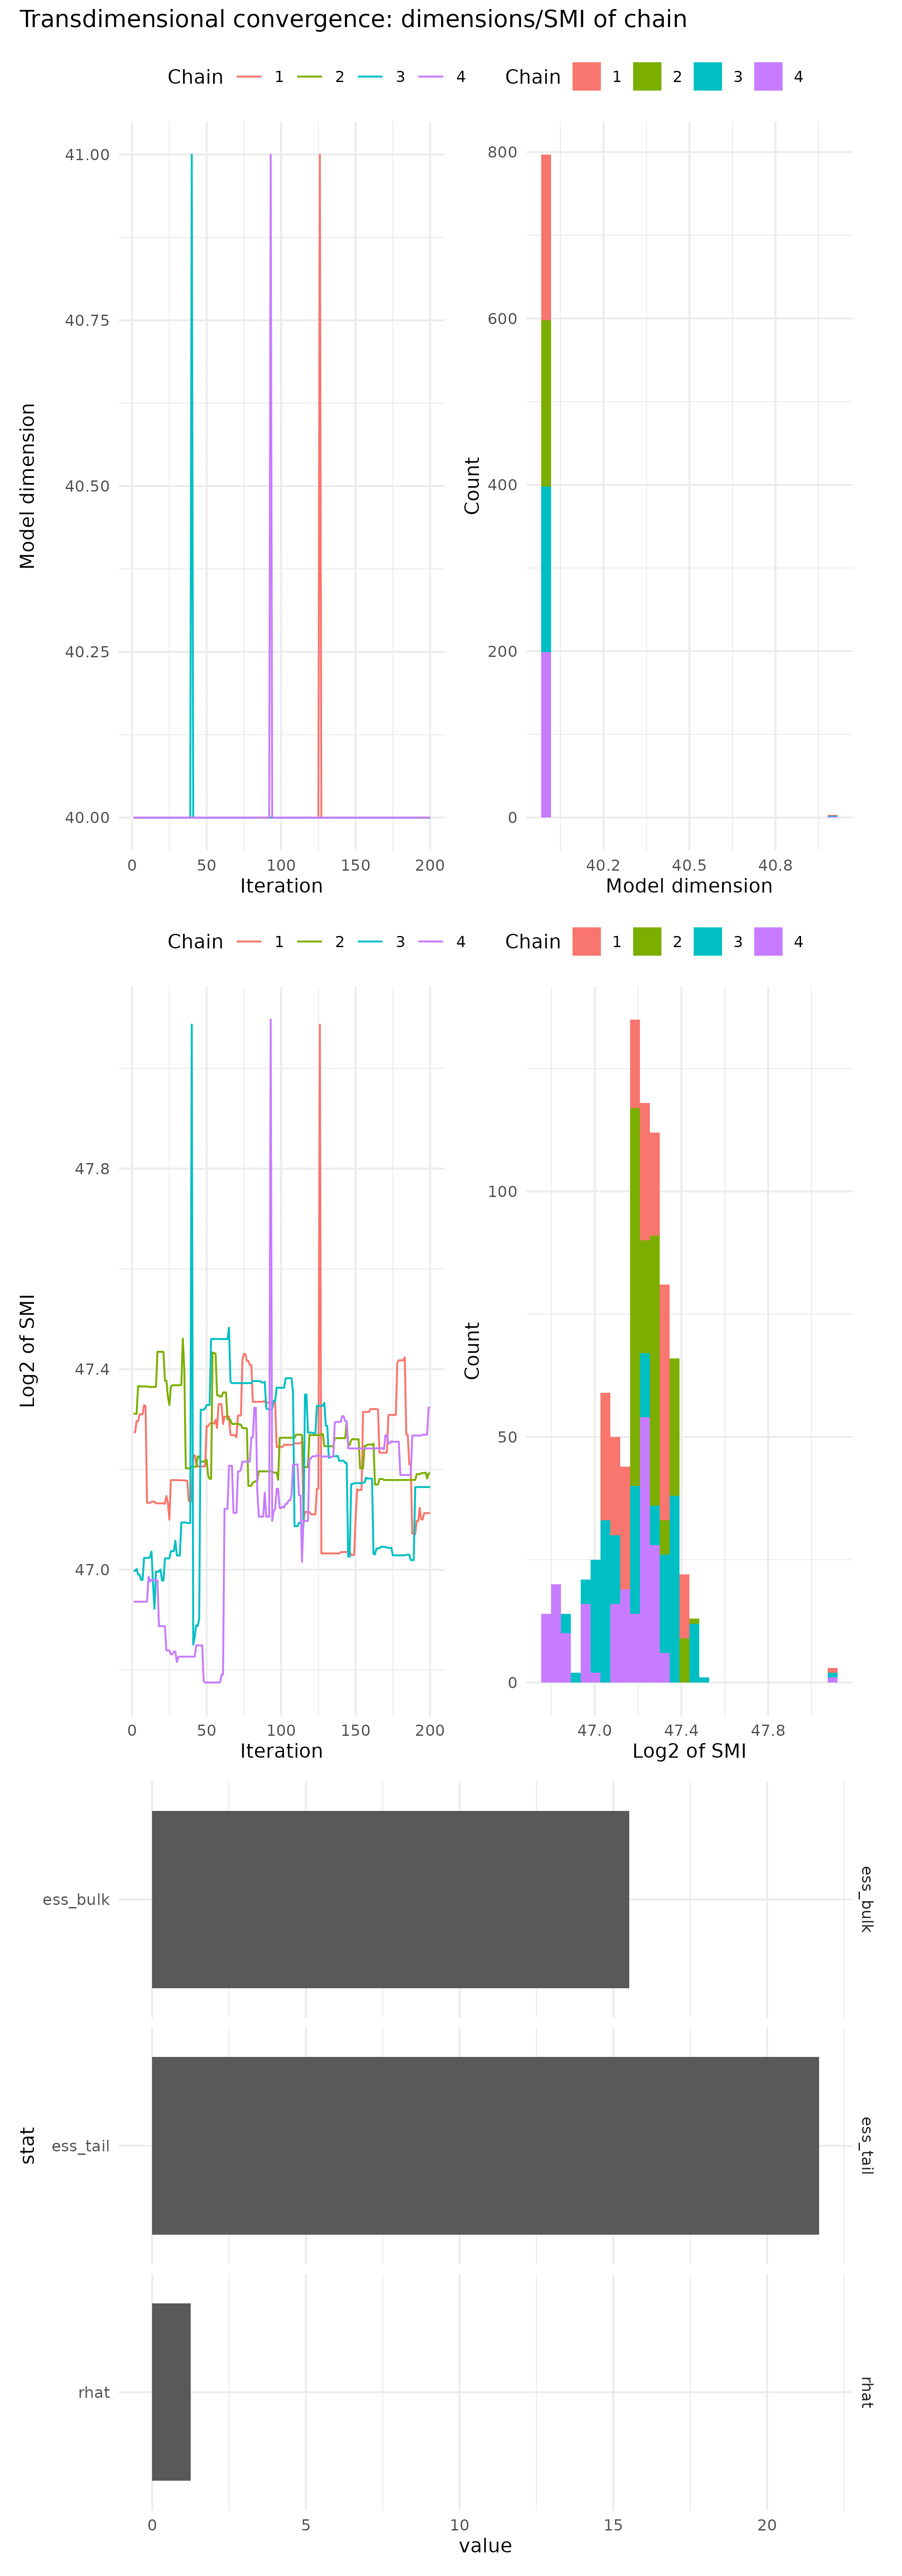 Transdimensional convergence: dimensions/SMI of chain
Chain 1 2 3 4
Chain 1 2 3 4
41.00
40.75
40.50
40.25
40.00
Model dimension
0 50 100 150 200
Iteration
800
600
400
200
0
Count
40.2 40.5 40.8
Model dimension
Chain 1 2 3 4
Chain 1 2 3 4
47.8
47.4
47.0
Log2 of SMI
0 50 100 150 200
Iteration
100
50
0
Count
47.0 47.4 47.8
Log2 of SMI
ess_bulk
ess_bulk
stat
ess_tail
ess_tail
rhat
rhat
0 5 10 15 20
value